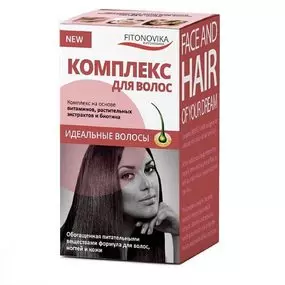 NEW
FITONOVIKA
КОМПЛЕКС
ДЛЯ ВОЛОС
Комплекс на основе
витаминов, растительных
экстрактов и биотина
ИДЕАЛЬНЫЕ ВОЛОСЫ
Обогащенная питательными
веществами формула для волос,
ногтей и кожи
FACE AND
HAIR
OF YOUR DREAM